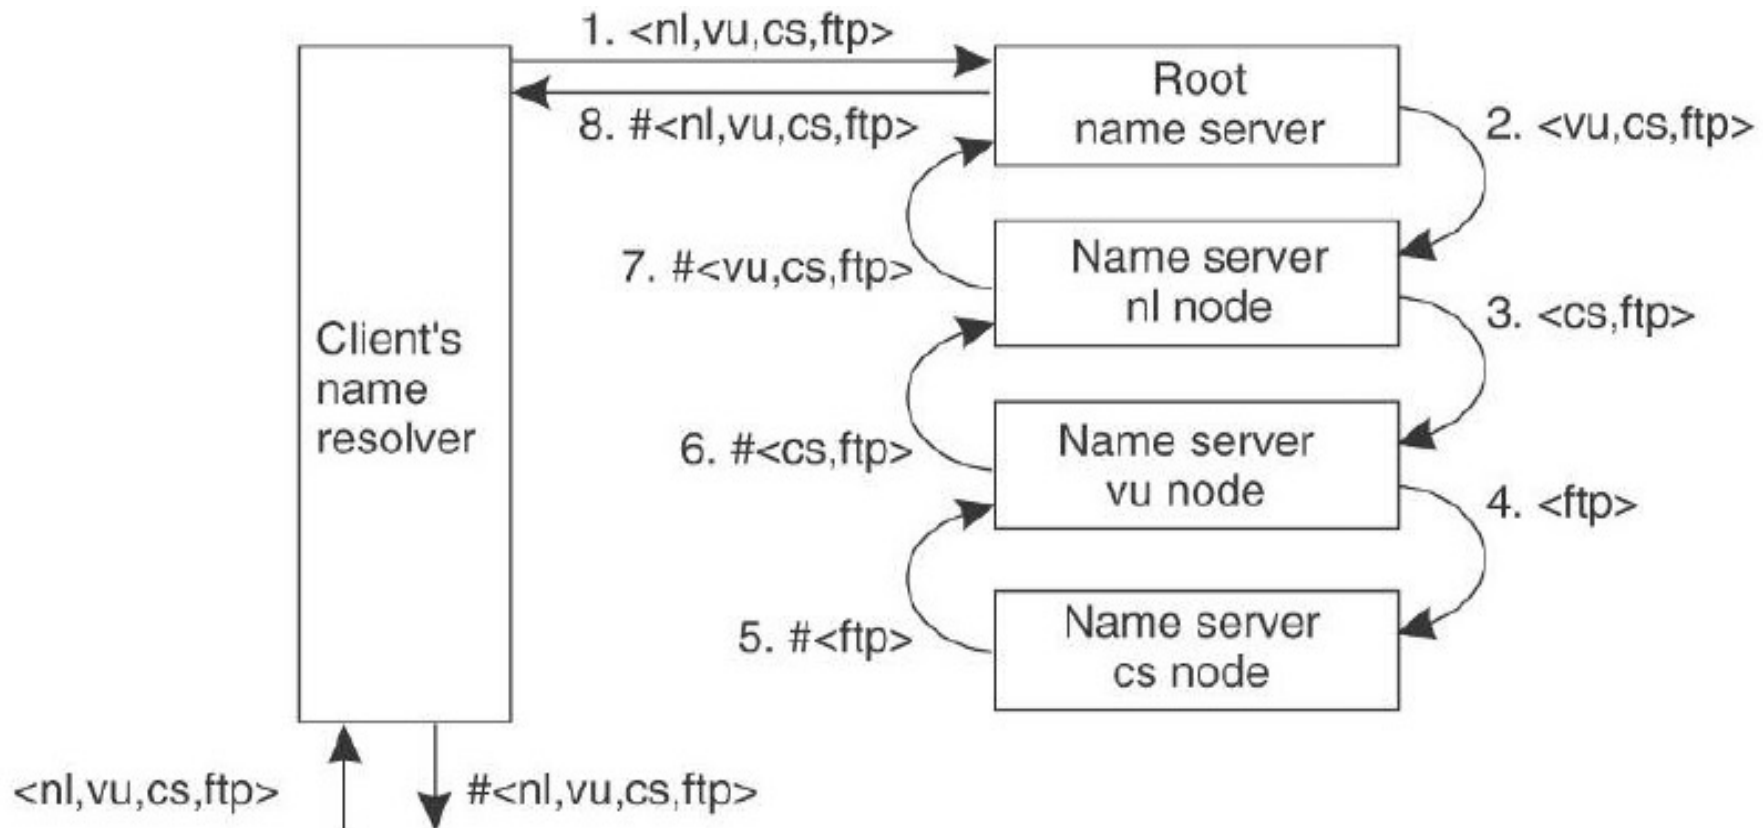 1. <nl,vu,cs,ftp>
Root
name server
8. #<nl,vu,cs,ftp>
2. <vu,cs,ftp>
Name server
nl node
7. #<vu,cs,ftp>
3. <cs,ftp>
Client's
name
resolver
Name server
vu node
6. #<cs,ftp>
4. <ftp>
Name server
cs node
5. #<ftp>
<nl,vu,cs,ftp>
#<nl,vu,cs,ftp>